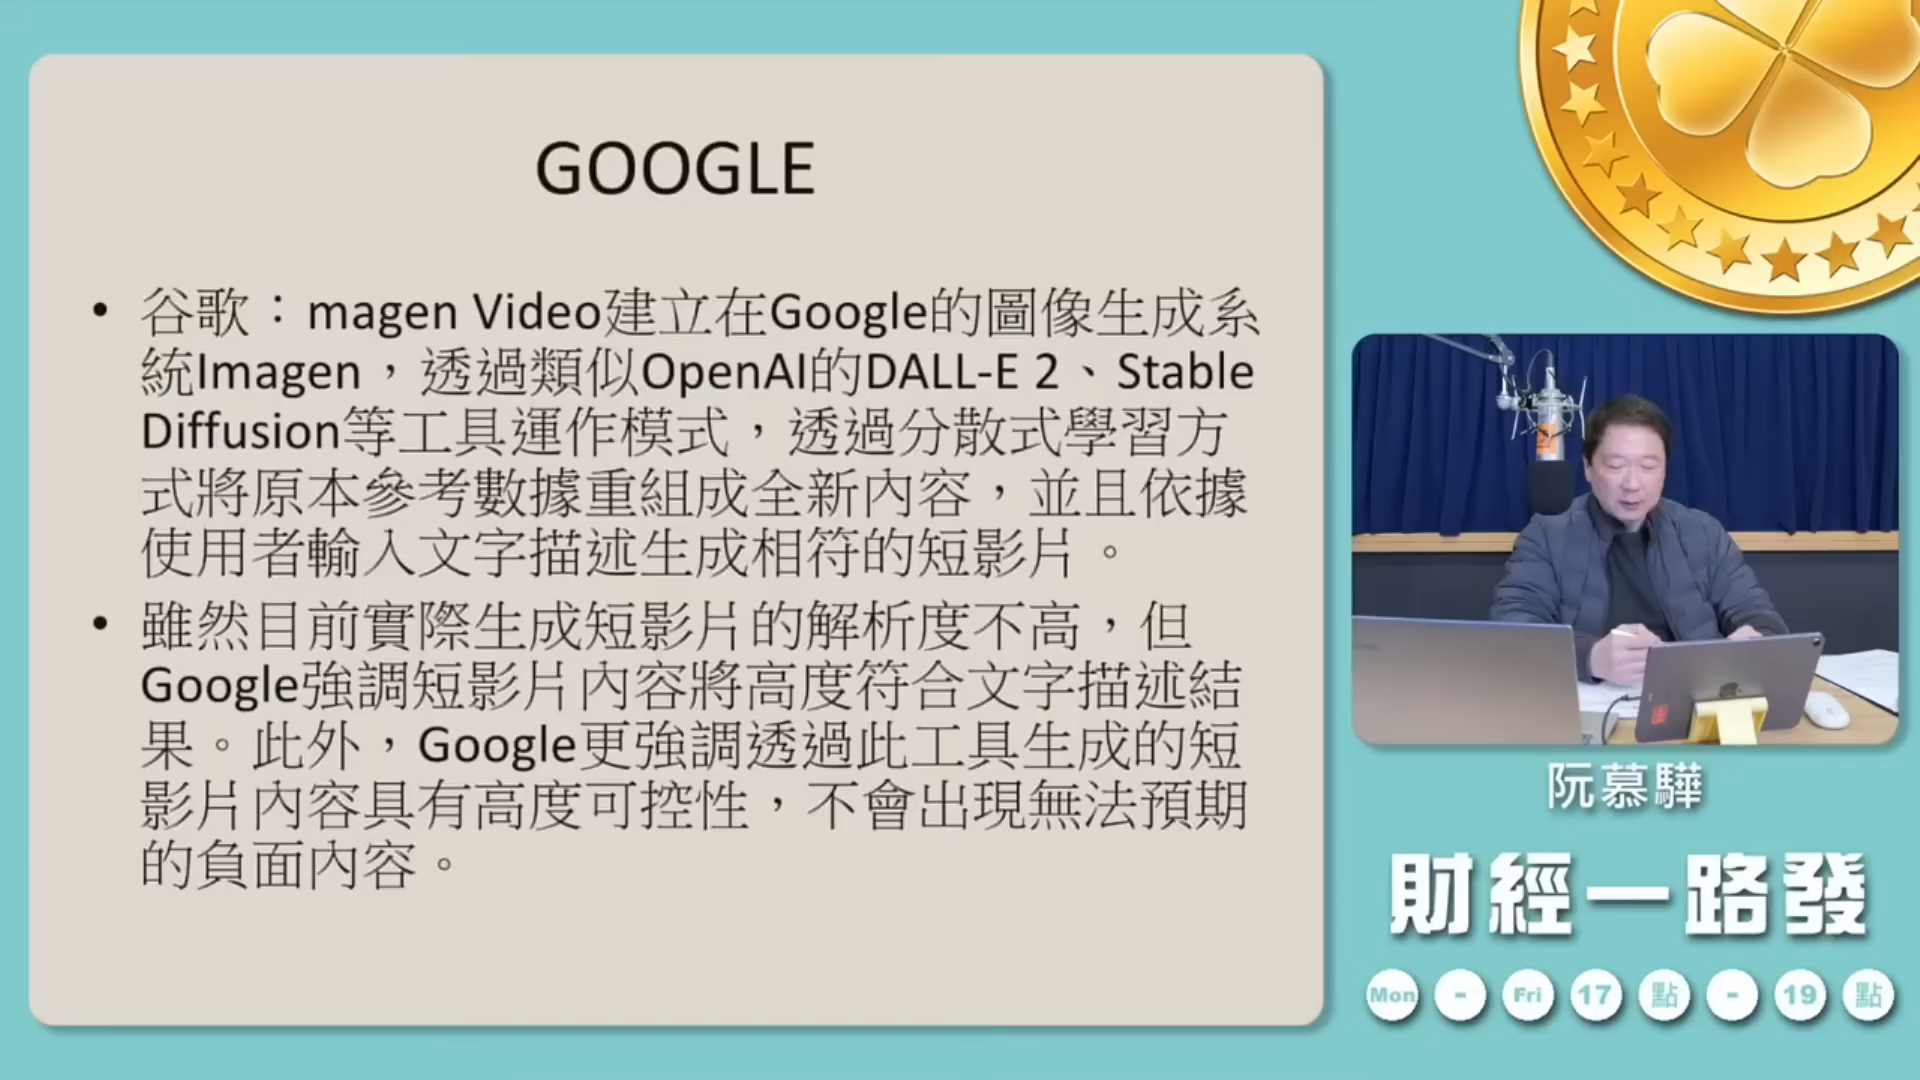 GOOGLE
• 谷歌：magen Video建立在Google的圖像生成系
統Imagen，透過類似OpenAI的DALL-E 2、Stable
Diffusion等工具運作模式，透過分散式學習方
式將原本參考數據重組成全新內容，並且依據
使用者輸入文字描述生成相符的短影片。
• 雖然目前實際生成短影片的解析度不高，但
Google強調短影片內容將高度符合文字描述結
果。此外，Google更強調透過此工具生成的短
影片內容具有高度可控性，不會出現無法預期
的負面內容。
阮慕驊
財經一路發
Mon - Fri 17 點 - 19 點